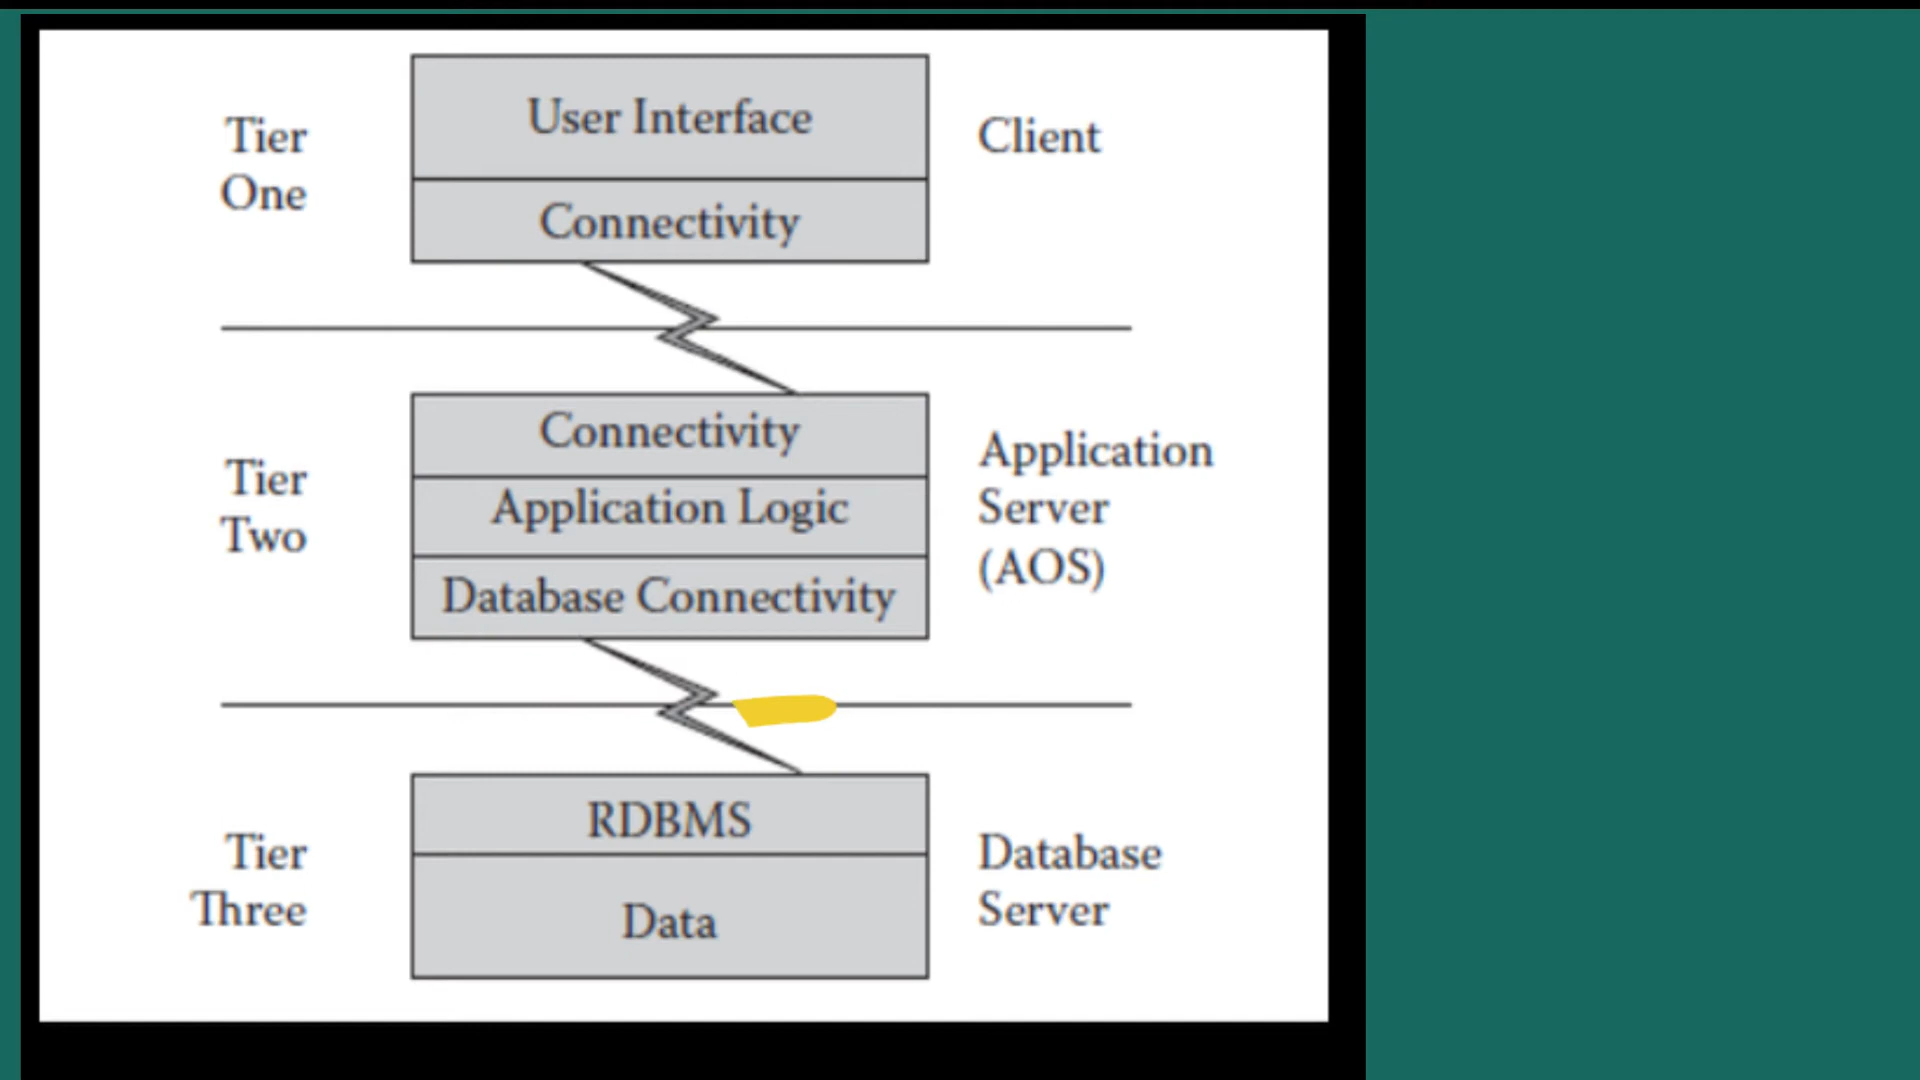 Tier
One
User Interface
Connectivity
Client
Tier
Two
Connectivity
Application Logic
Database Connectivity
Application
Server
(AOS)
Tier
Three
RDBMS
Data
Database
Server